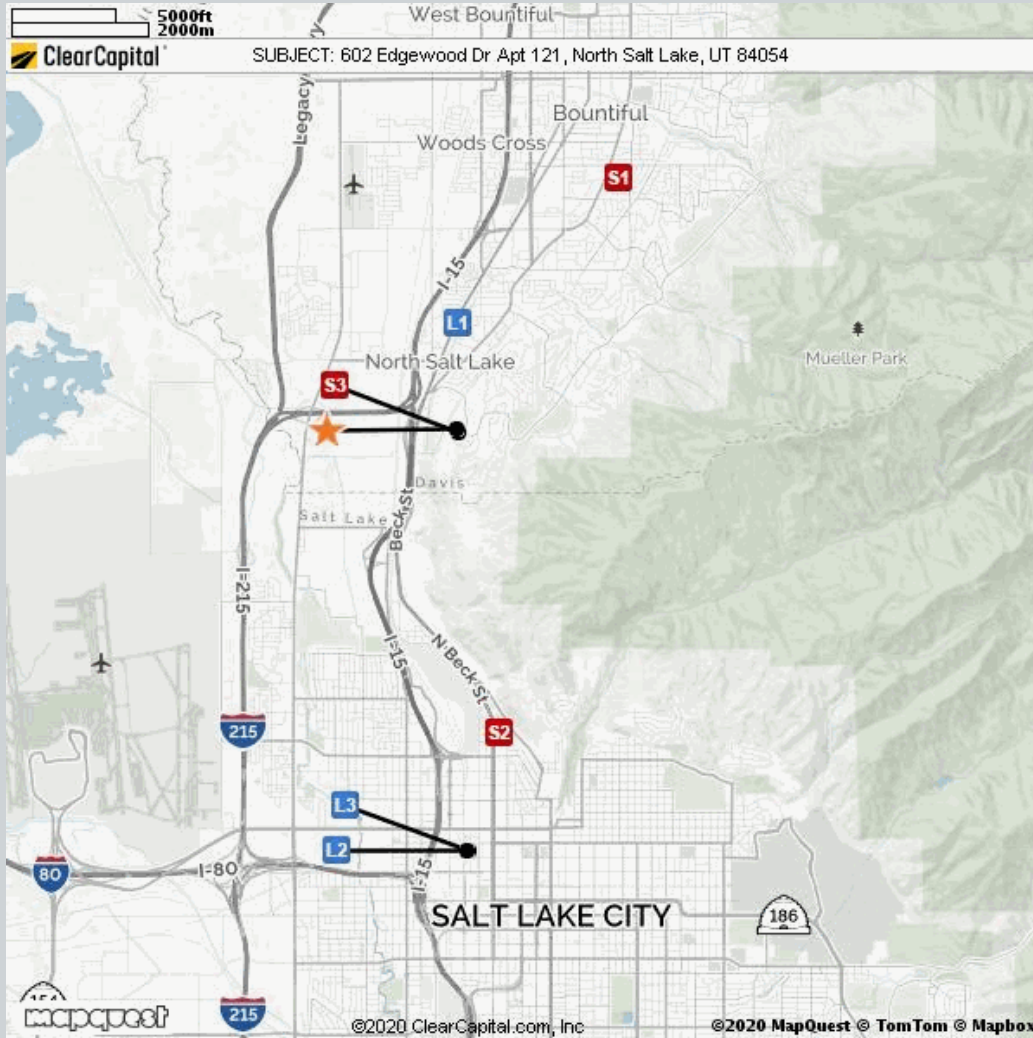 5000ft
2000m
West Bountiful
ClearCapital
SUBJECT: 602 Edgewood Dr Apt 121, North Salt Lake, UT 84054
Legacy
Bountiful
Woods Cross
S1
I-15
L1
North Salt Lake
Mueller Park
S3
Davis
Salt Lake
Beck St
I-215
I-15
N Beck St
215
S2
L3
L2
80
I-80
I-15
SALT LAKE CITY
186
154
215
mapquest
©2020 ClearCapital.com, Inc
©2020 MapQuest © TomTom © Mapbox